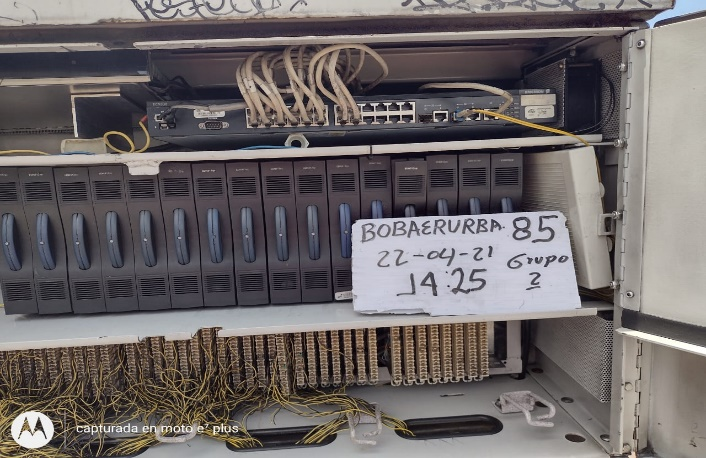 BOBAERURBA 85
22-04-21 Grupo
14:25 2
capturada en moto e⁷ plus